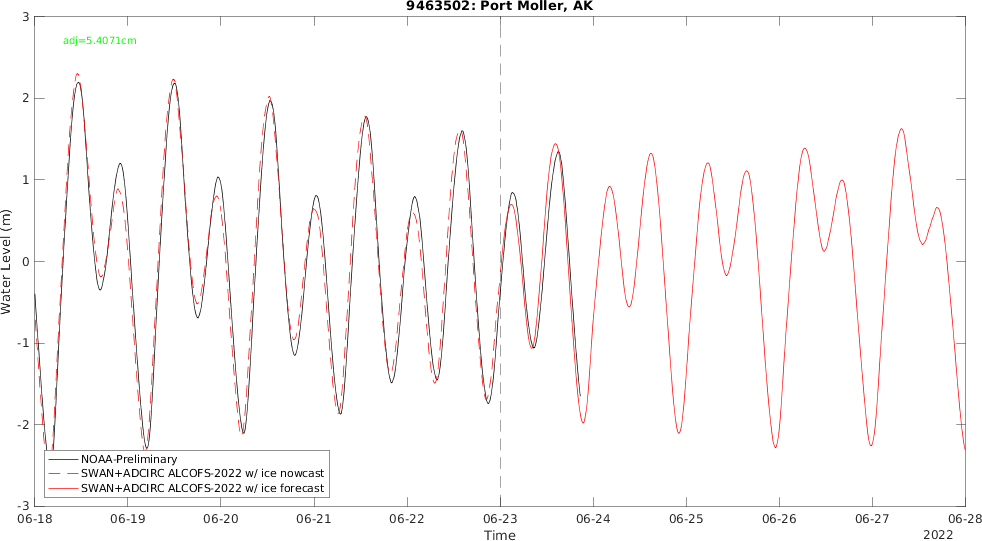 9463502: Port Moller, AK
adj=5.4071cm
3
2
1
0
-1
-2
-3
Water Level (m)
NOAA-Preliminary
SWAN+ADCIRC ALCOFS-2022 w/ ice nowcast
SWAN+ADCIRC ALCOFS-2022 w/ ice forecast
06-18 06-19 06-20 06-21 06-22 06-23 06-24 06-25 06-26 06-27 06-28
Time
2022